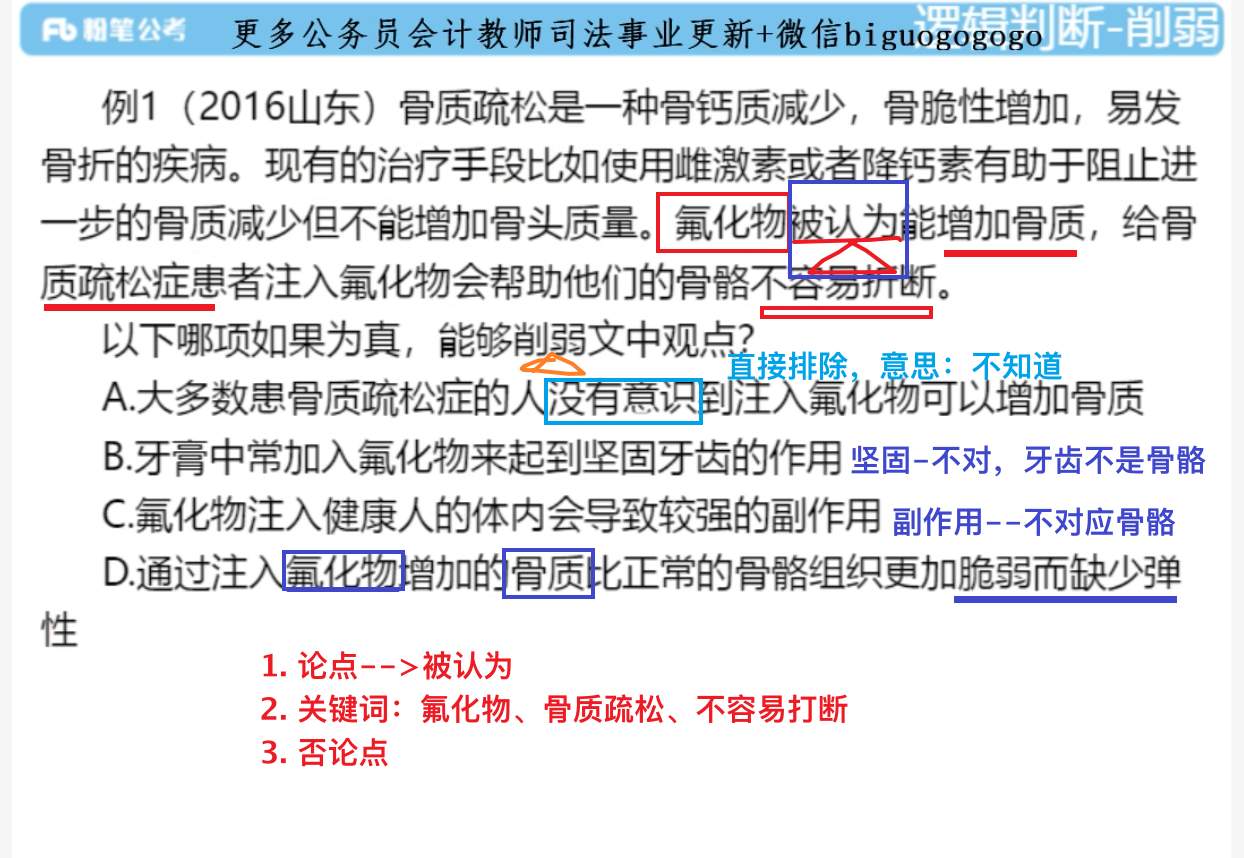 粉笔公考 更多公务员会计教师司法事业更新+微信biguogogogo 逻辑判断-削弱
例1（2016山东）骨质疏松是一种骨钙质减少，骨脆性增加，易发
骨折的疾病。现有的治疗手段比如使用雌激素或者降钙素有助于阻止进
一步的骨质减少但不能增加骨头质量。氟化物被认为能增加骨质，给骨
质疏松症患者注入氟化物会帮助他们的骨骼不容易折断。
以下哪项如果为真，能够削弱文中观点？
直接排除，意思：不知道
A.大多数患骨质疏松症的人没有意识到注入氟化物可以增加骨质
B.牙膏中常加入氟化物来起到坚固牙齿的作用 坚固-不对，牙齿不是骨骼
C.氟化物注入健康人的体内会导致较强的副作用 副作用--不对应骨骼
D.通过注入氟化物增加的骨质比正常的骨骼组织更加脆弱而缺少弹
性
1. 论点-->被认为
2. 关键词：氟化物、骨质疏松、不容易打断
3. 否论点